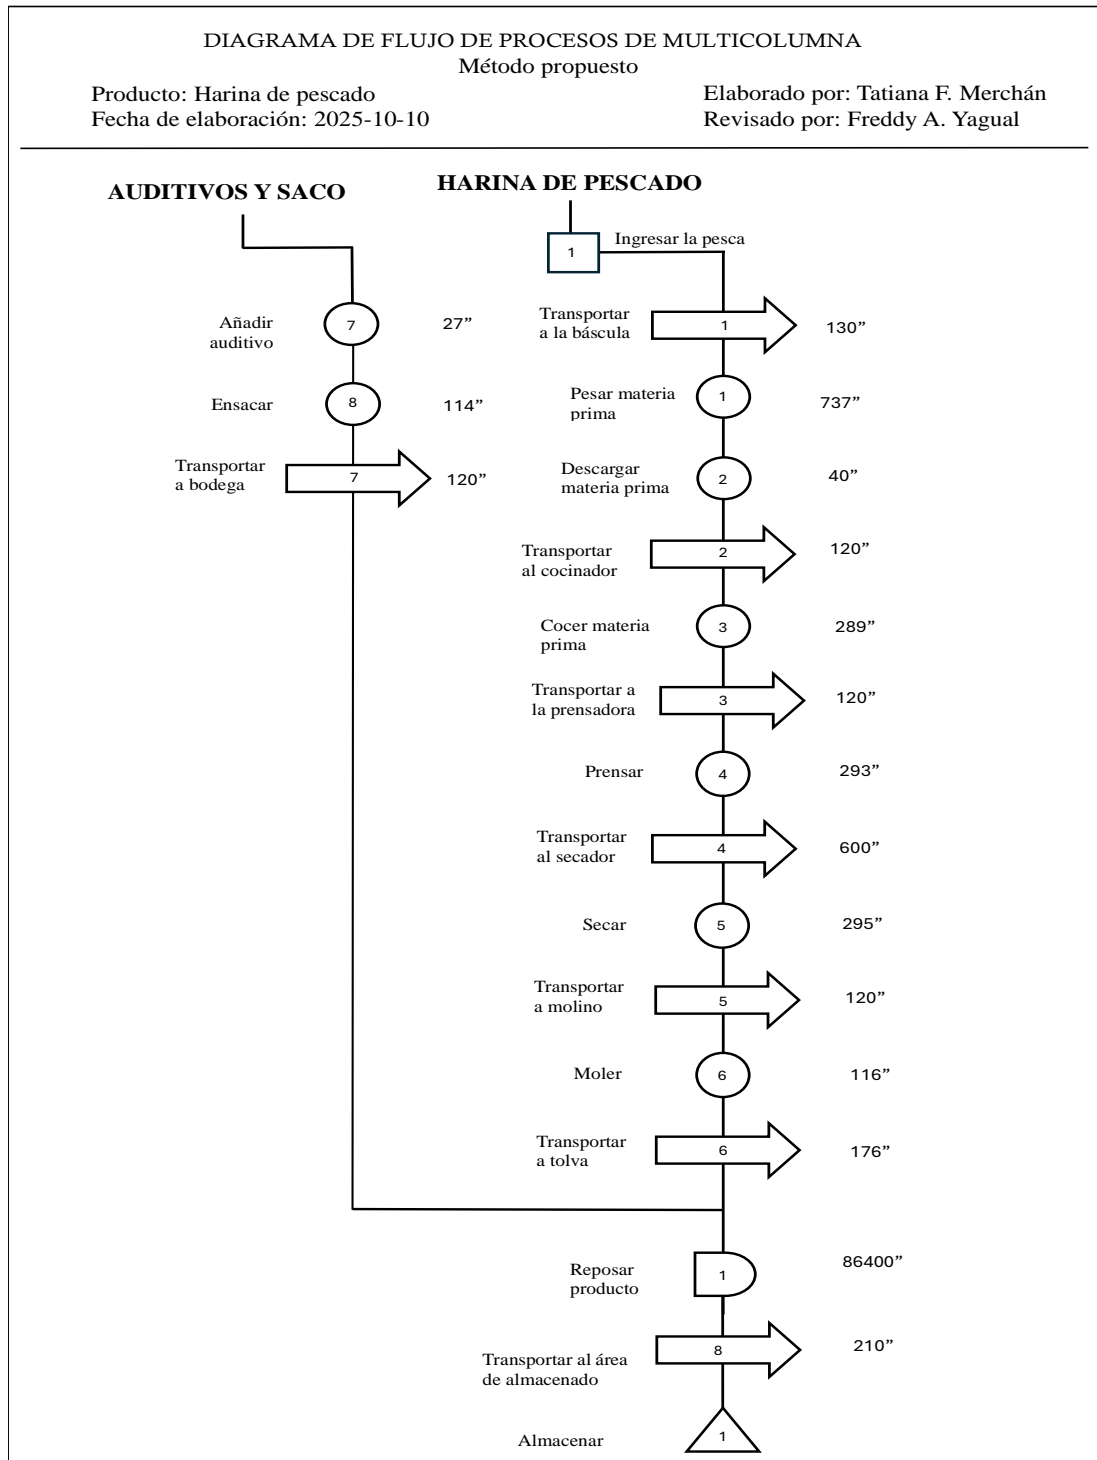 DIAGRAMA DE FLUJO DE PROCESOS DE MULTICOLUMNA
Método propuesto
Producto: Harina de pescado
Fecha de elaboración: 2025-10-10
Elaborado por: Tatiana F. Merchán
Revisado por: Freddy A. Yagual
AUDITIVOS Y SACO
Añadir
auditivo
7
27”
Ensacar
8
114”
Transportar
a bodega
7
120”
HARINA DE PESCADO
1
Ingresar la pesca
Transportar
a la báscula
1
130”
Pesar materia
prima
1
737”
Descargar
materia prima
2
40”
Transportar
al cocinador
2
120”
Cocer materia
prima
3
289”
Transportar a
la prensadora
3
120”
Prensar
4
293”
Transportar
al secador
4
600”
Secar
5
295”
Transportar
a molino
5
120”
Moler
6
116”
Transportar
a tolva
6
176”
Reposar
producto
1
86400”
Transportar al área
de almacenado
8
210”
Almacenar
1